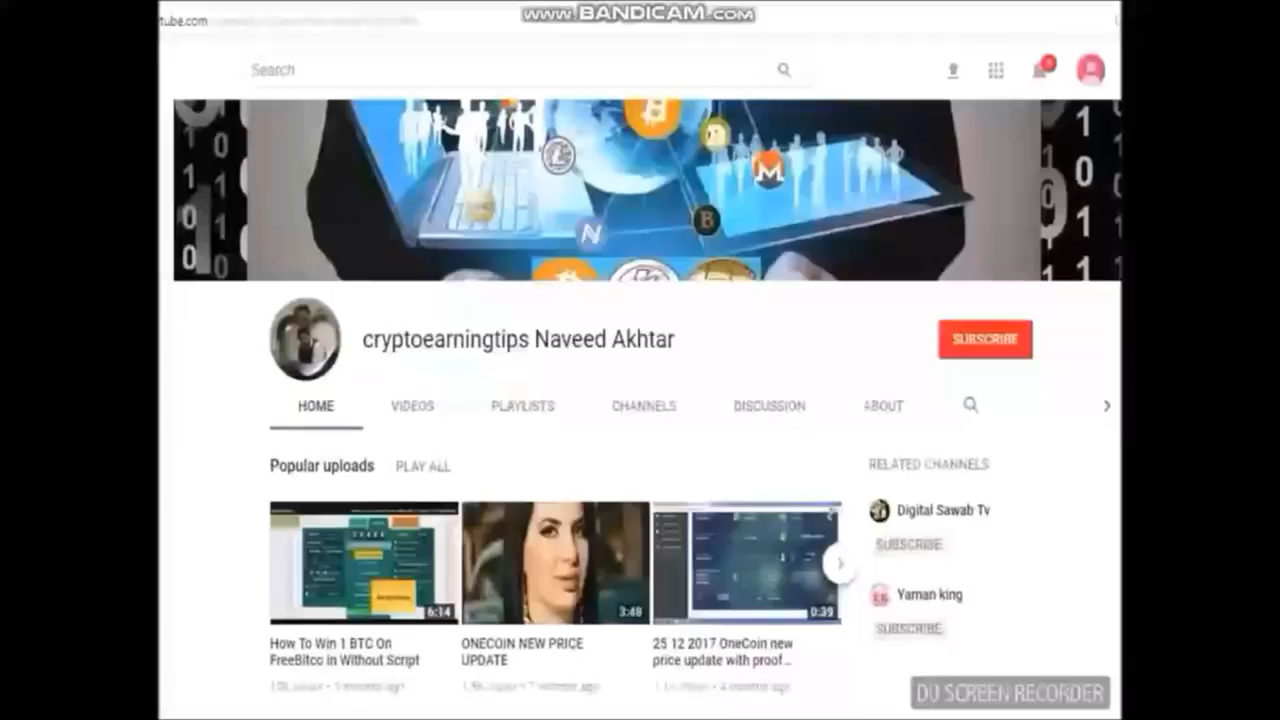 www.BANDICAM.com
tube.com
Search
cryptoearningtips Naveed Akhtar
SUBSCRIBE
HOME
VIDEOS
PLAYLISTS
CHANNELS
DISCUSSION
ABOUT
Popular uploads
PLAY ALL
RELATED CHANNELS
6:14
3:48
0:39
How To Win 1 BTC On
FreeBitco in Without Script
ONECOIN NEW PRICE
UPDATE
25 12 2017 OneCoin new
price update with proof...
Digital Sawab Tv
SUBSCRIBE
Yaman king
SUBSCRIBE
DU SCREEN RECORDER